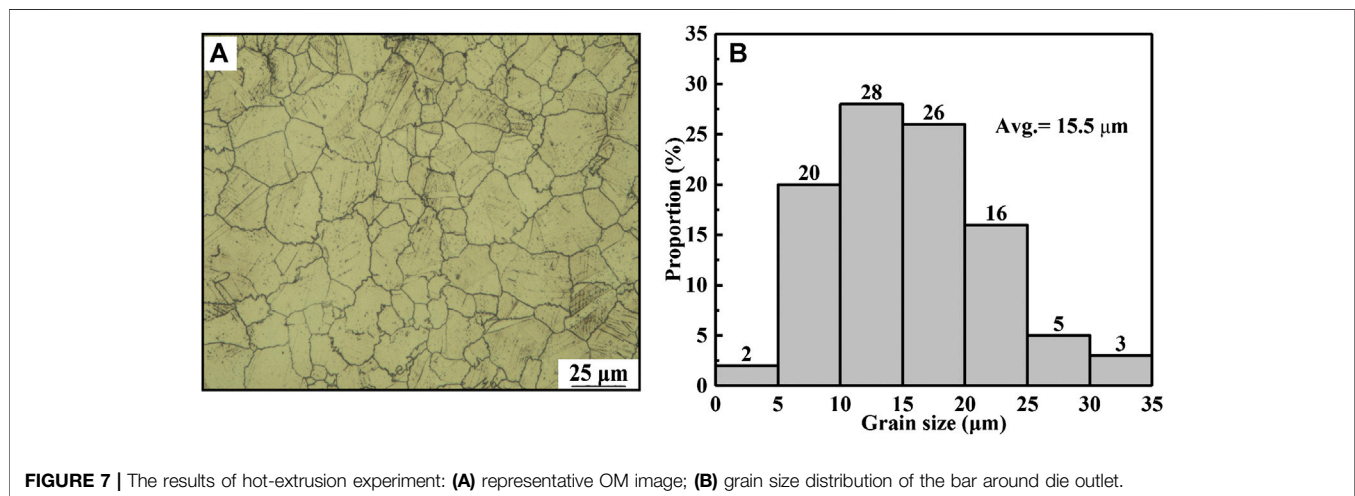 A
25 μm
B
35
30
25
20
15
10
5
0
Proportion (%)
2
20
28
26
16
5
3
Avg.= 15.5 μm
0 5 10 15 20 25 30 35
Grain size (μm)
FIGURE 7 | The results of hot-extrusion experiment: (A) representative OM image; (B) grain size distribution of the bar around die outlet.